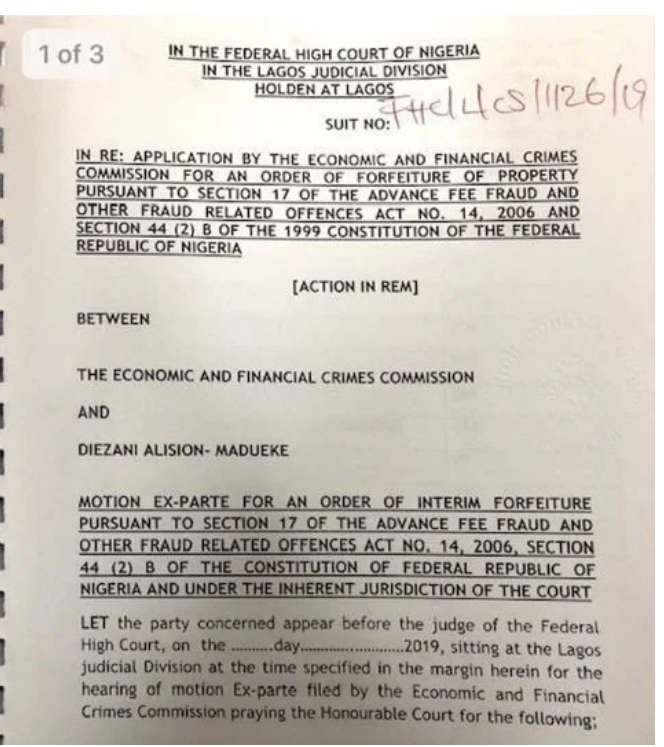 1 of 3
IN THE FEDERAL HIGH COURT OF NIGERIA
IN THE LAGOS JUDICIAL DIVISION
HOLDEN AT LAGOS
SUIT NO: FHC/L/CS/1126/19
IN RE: APPLICATION BY THE ECONOMIC AND FINANCIAL CRIMES
COMMISSION FOR AN ORDER OF FORFEITURE OF PROPERTY
PURSUANT TO SECTION 17 OF THE ADVANCE FEE FRAUD AND
OTHER FRAUD RELATED OFFENCES ACT NO. 14, 2006 AND
SECTION 44 (2) B OF THE 1999 CONSTITUTION OF THE FEDERAL
REPUBLIC OF NIGERIA
[ACTION IN REM]
BETWEEN
THE ECONOMIC AND FINANCIAL CRIMES COMMISSION
AND
DIEZANI ALISION- MADUEKE
MOTION EX-PARTE FOR AN ORDER OF INTERIM FORFEITURE
PURSUANT TO SECTION 17 OF THE ADVANCE FEE FRAUD AND
OTHER FRAUD RELATED OFFENCES ACT NO. 14, 2006, SECTION
44 (2) B OF THE CONSTITUTION OF FEDERAL REPUBLIC OF
NIGERIA AND UNDER THE INHERENT JURISDICTION OF THE COURT
LET the party concerned appear before the judge of the Federal
High Court, on the ..........day.........................2019, sitting at the Lagos
judicial Division at the time specified in the margin herein for the
hearing of motion Ex-parte filed by the Economic and Financial
Crimes Commission praying the Honourable Court for the following;